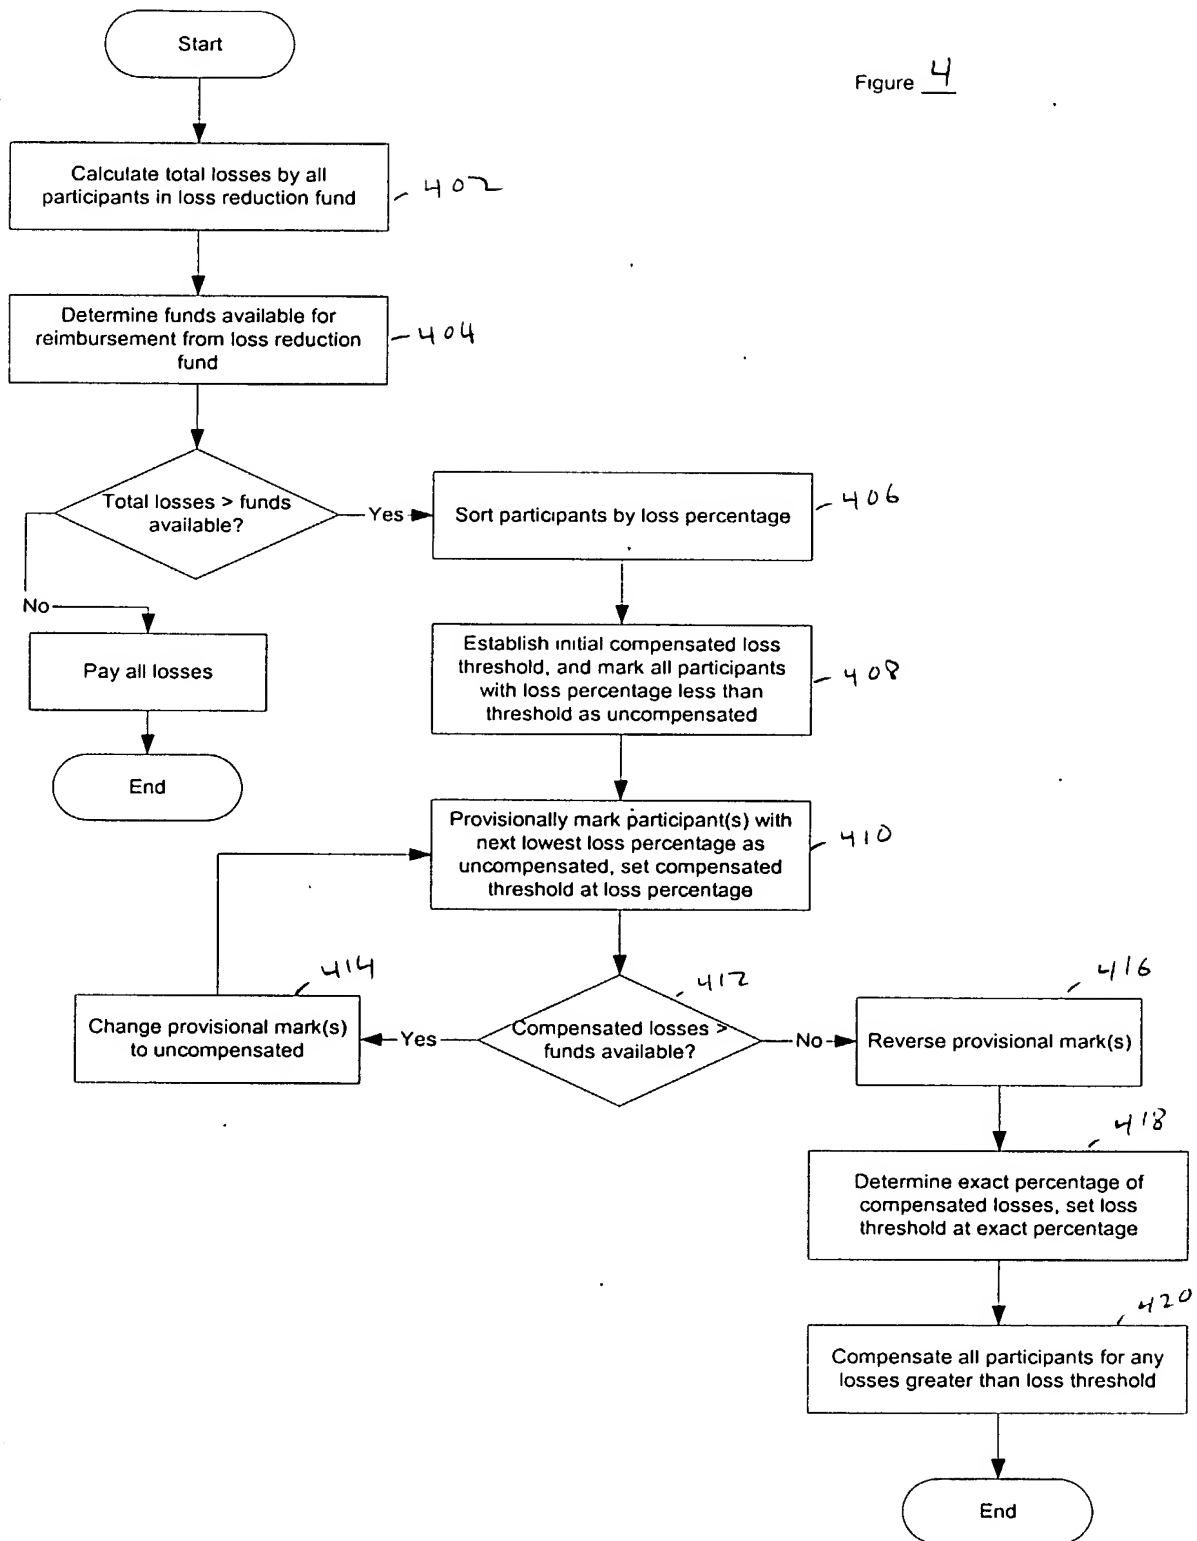 Start
Figure 4
Calculate total losses by all
participants in loss reduction fund
402
Determine funds available for
reimbursement from loss reduction
fund
404
Total losses > funds
available?
Yes
Sort participants by loss percentage
406
No
Pay all losses
End
Establish initial compensated loss
threshold, and mark all participants
with loss percentage less than
threshold as uncompensated
408
Provisionally mark participant(s) with
next lowest loss percentage as
uncompensated, set compensated
threshold at loss percentage
410
414
Change provisional mark(s)
to uncompensated
Yes
412
Compensated losses >
funds available?
No
416
Reverse provisional mark(s)
418
Determine exact percentage of
compensated losses, set loss
threshold at exact percentage
420
Compensate all participants for any
losses greater than loss threshold
End